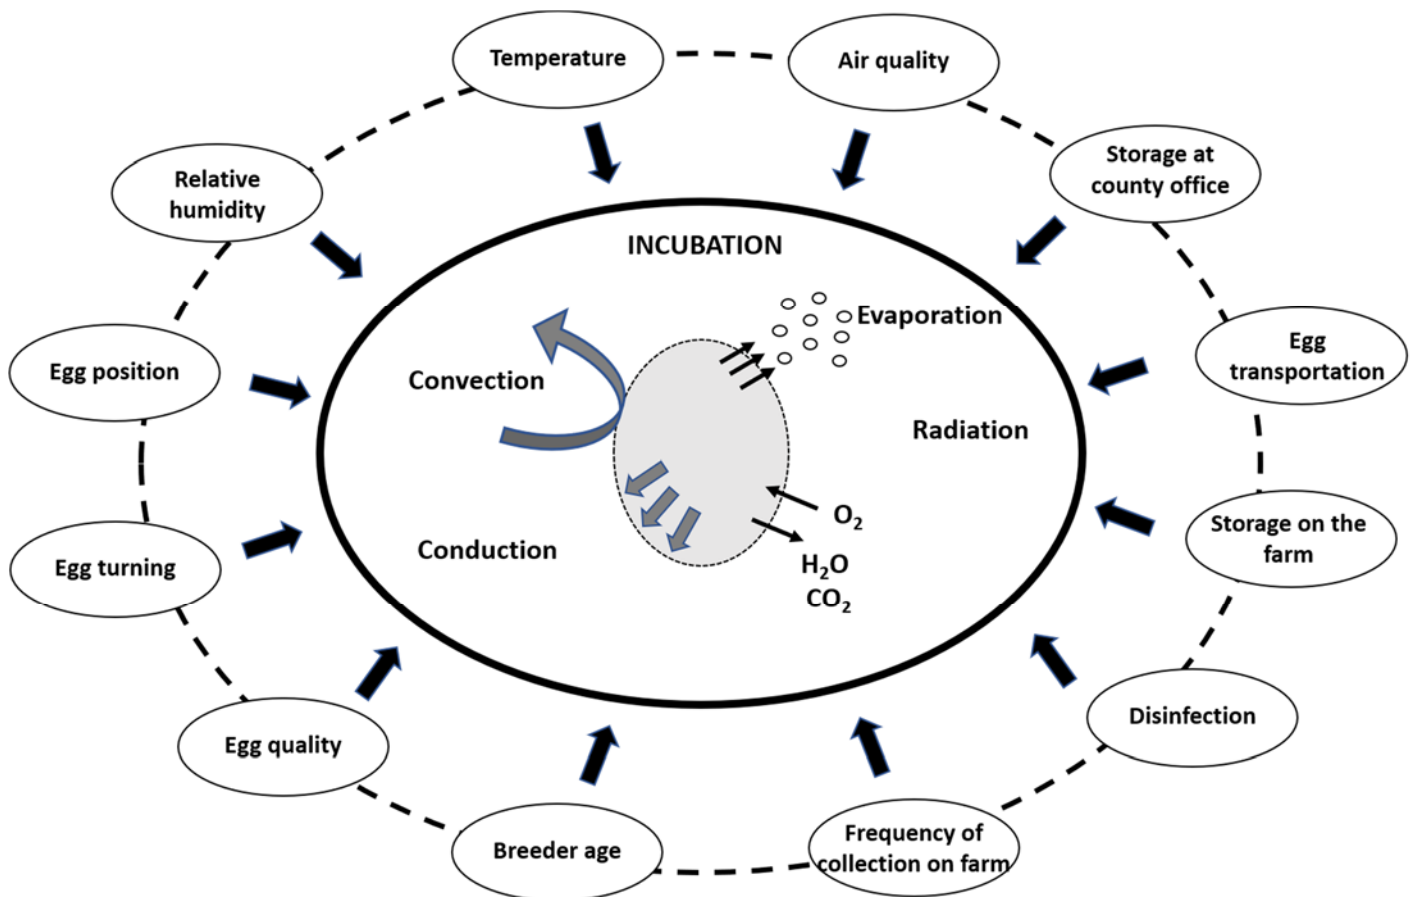 Temperature
Air quality
Storage at
county office
Relative
humidity
INCUBATION
Evaporation
Egg
transportation
Egg position
Convection
Radiation
O₂
Storage on the
farm
Conduction
H₂O
CO₂
Egg turning
Disinfection
Egg quality
Frequency of
collection on farm
Breeder age